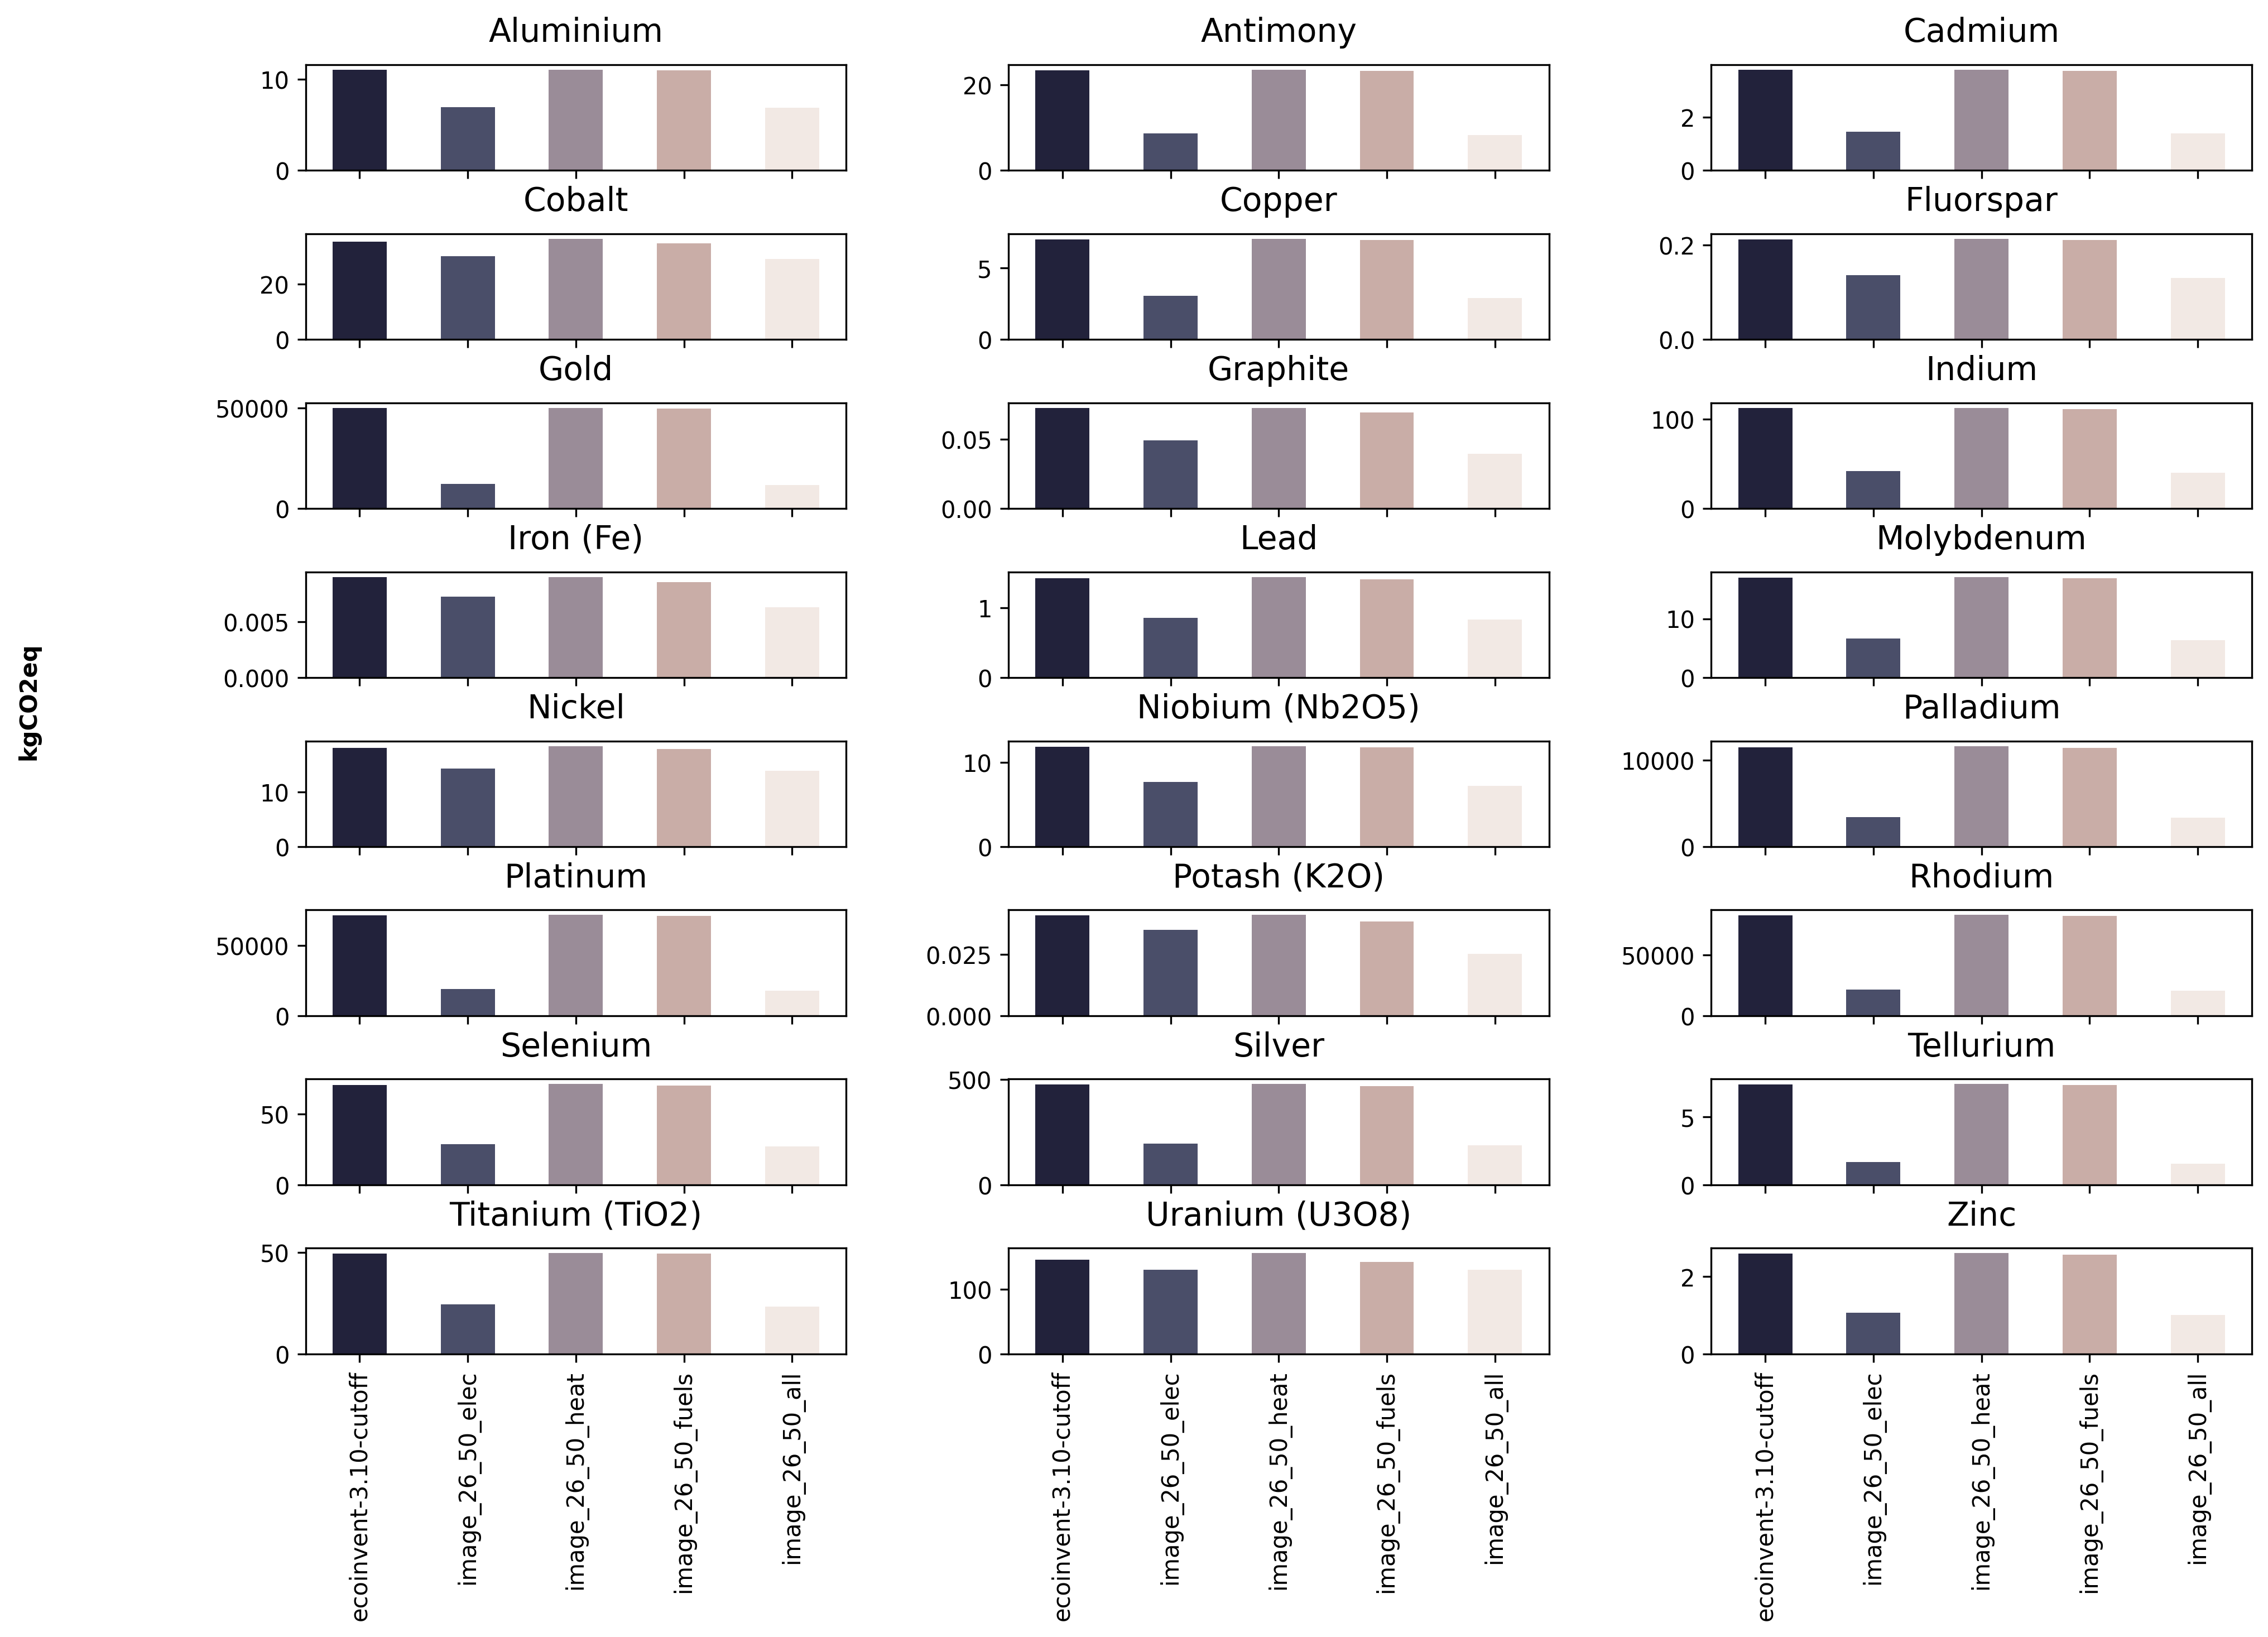 kgCO2eq
Aluminium
10
0
Antimony
20
0
Cadmium
2
0
Cobalt
20
0
Copper
5
0
Fluorspar
0.2
0.0
Gold
50000
0
Graphite
0.05
0.00
Indium
100
0
Iron (Fe)
0.005
0.000
Lead
1
0
Molybdenum
10
0
Nickel
10
0
Niobium (Nb2O5)
10
0
Palladium
10000
0
Platinum
50000
0
Potash (K2O)
0.025
0.000
Rhodium
50000
0
Selenium
50
0
Silver
500
0
Tellurium
5
0
Titanium (TiO2)
50
0
ecoinvent-3.10-cutoff
image_26_50_elec
image_26_50_heat
image_26_50_fuels
image_26_50_all
Uranium (U3O8)
100
0
ecoinvent-3.10-cutoff
image_26_50_elec
image_26_50_heat
image_26_50_fuels
image_26_50_all
Zinc
2
0
ecoinvent-3.10-cutoff
image_26_50_elec
image_26_50_heat
image_26_50_fuels
image_26_50_all